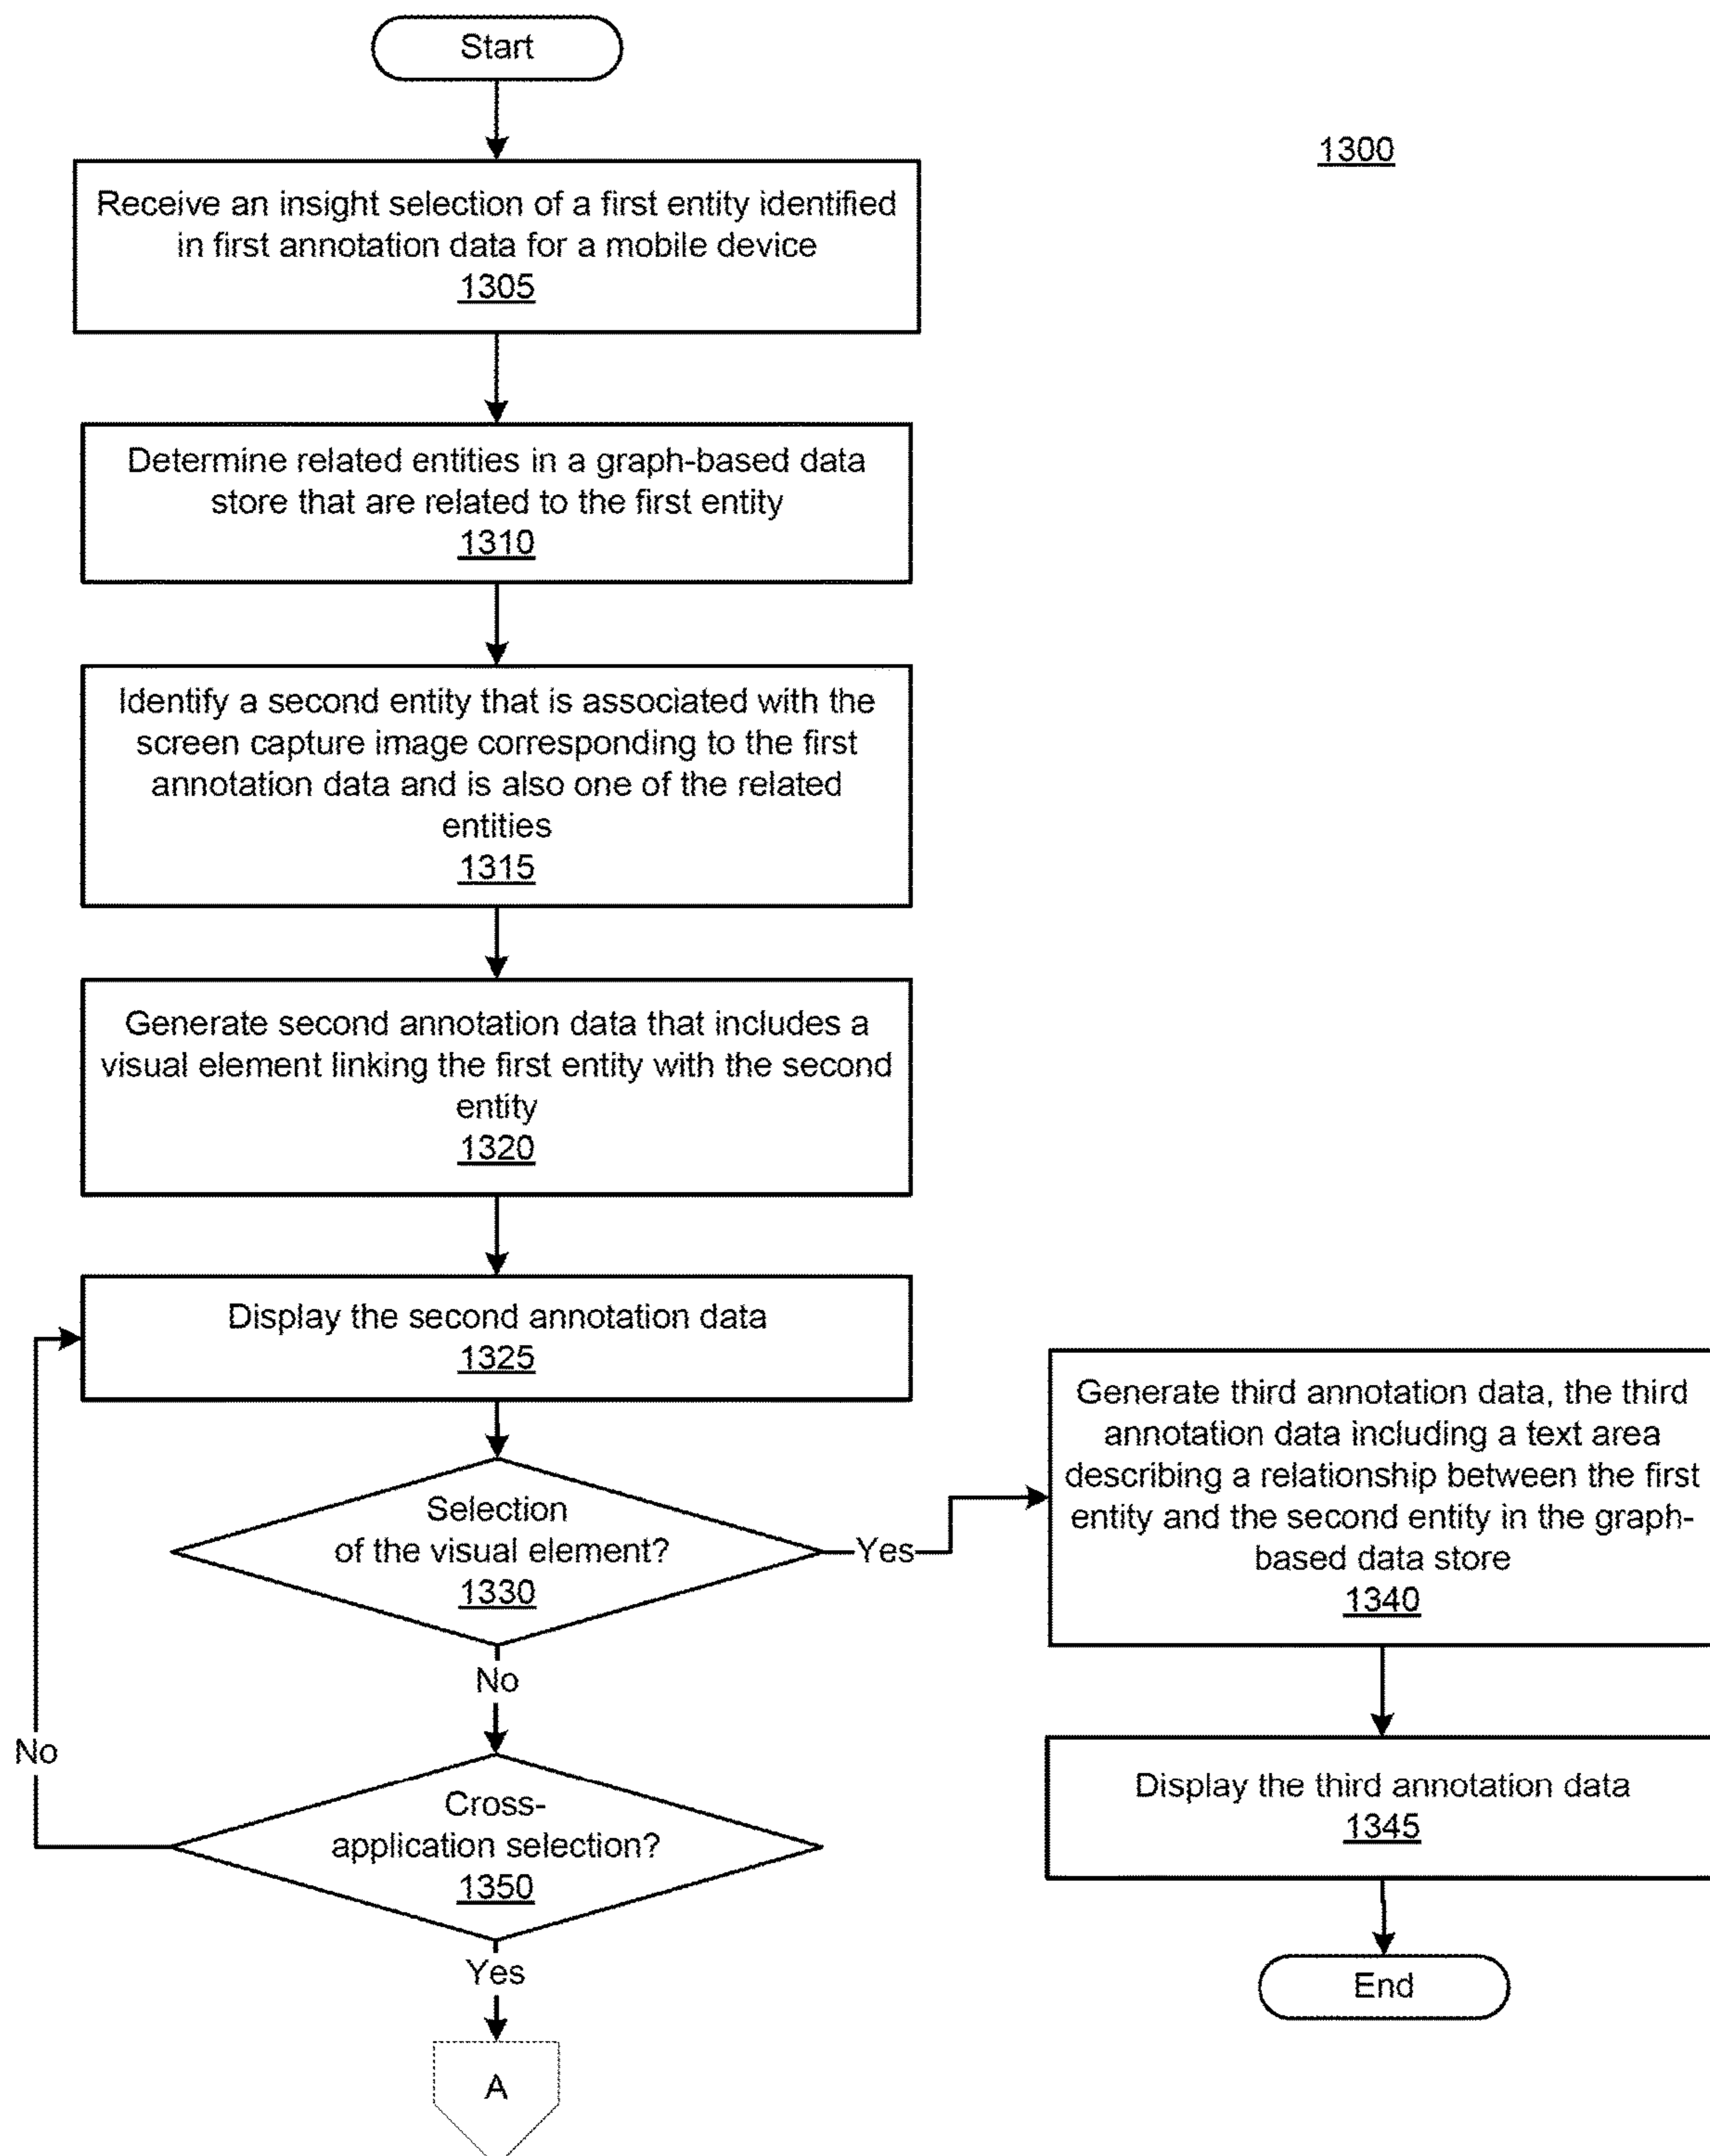 Start
1300
Receive an insight selection of a first entity identified
in first annotation data for a mobile device
1305
Determine related entities in a graph-based data
store that are related to the first entity
1310
Identify a second entity that is associated with the
screen capture image corresponding to the first
annotation data and is also one of the related
entities
1315
Generate second annotation data that includes a
visual element linking the first entity with the second
entity
1320
Display the second annotation data
1325
Selection
of the visual element?
1330
Yes
Generate third annotation data, the third
annotation data including a text area
describing a relationship between the first
entity and the second entity in the graph-
based data store
1340
No
Display the third annotation data
1345
No
Cross-
application selection?
1350
Yes
End
A